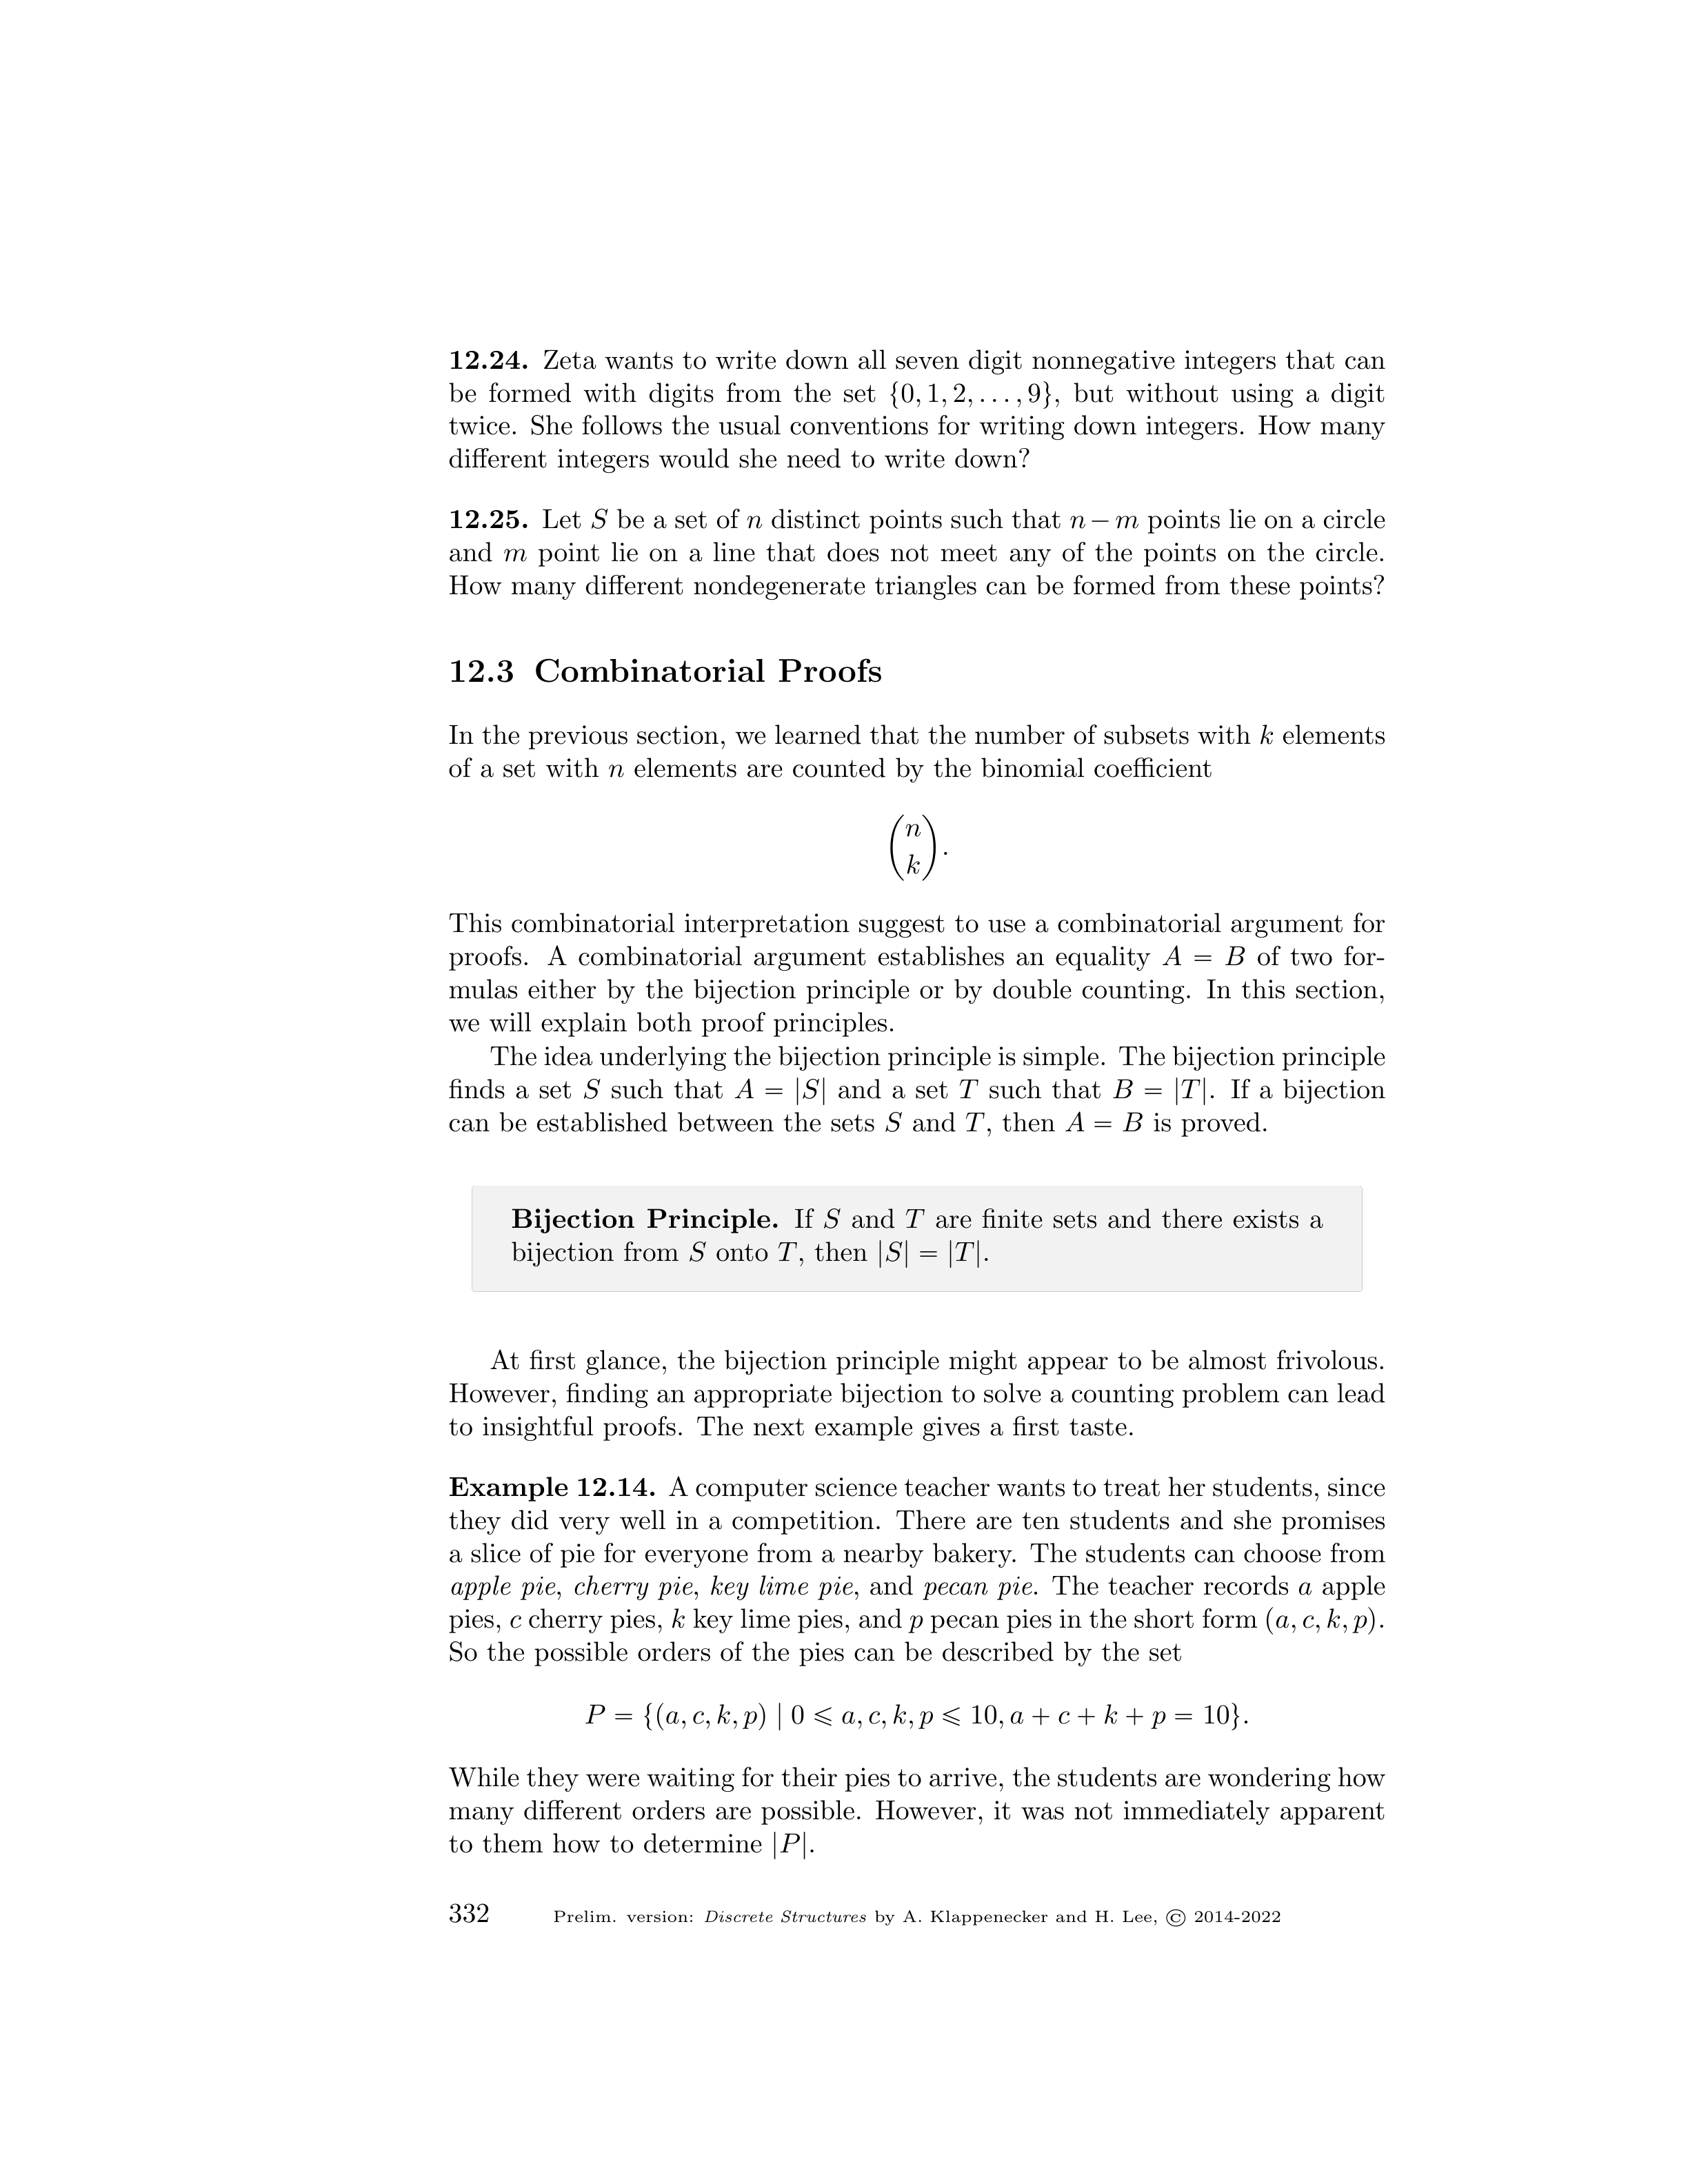 12.24. Zeta wants to write down all seven digit nonnegative integers that can
be formed with digits from the set {0, 1, 2, . . . , 9}, but without using a digit
twice. She follows the usual conventions for writing down integers. How many
different integers would she need to write down?
12.25. Let S be a set of n distinct points such that n − m points lie on a circle
and m point lie on a line that does not meet any of the points on the circle.
How many different nondegenerate triangles can be formed from these points?
12.3 Combinatorial Proofs
In the previous section, we learned that the number of subsets with k elements
of a set with n elements are counted by the binomial coefficient
(n
k).
This combinatorial interpretation suggest to use a combinatorial argument for
proofs. A combinatorial argument establishes an equality A = B of two for-
mulas either by the bijection principle or by double counting. In this section,
we will explain both proof principles.
The idea underlying the bijection principle is simple. The bijection principle
finds a set S such that A = |S| and a set T such that B = |T|. If a bijection
can be established between the sets S and T, then A = B is proved.
Bijection Principle. If S and T are finite sets and there exists a
bijection from S onto T, then |S| = |T|.
At first glance, the bijection principle might appear to be almost frivolous.
However, finding an appropriate bijection to solve a counting problem can lead
to insightful proofs. The next example gives a first taste.
Example 12.14. A computer science teacher wants to treat her students, since
they did very well in a competition. There are ten students and she promises
a slice of pie for everyone from a nearby bakery. The students can choose from
apple pie, cherry pie, key lime pie, and pecan pie. The teacher records a apple
pies, c cherry pies, k key lime pies, and p pecan pies in the short form (a, c, k, p).
So the possible orders of the pies can be described by the set
P = {(a, c, k, p) | 0 ⩽ a, c, k, p ⩽ 10, a + c + k + p = 10}.
While they were waiting for their pies to arrive, the students are wondering how
many different orders are possible. However, it was not immediately apparent
to them how to determine |P|.
332 Prelim. version: Discrete Structures by A. Klappenecker and H. Lee, © 2014-2022